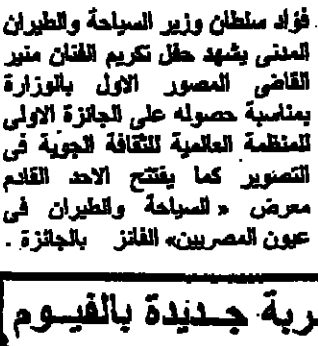 فؤاد سلطان وزير السياحة والطيران
المدنى يشهد حفل تكريم الفنان منير
القاضى المصور الاول بالوزارة
بمناسبة حصوله على الجائزة الاولى
للمنظمة العالمية للثقافة الجوية فى
التصوير كما يفتتح الاحد القادم
معرض « السياحة والطيران فى
عيون المصريين» الفائز بالجائزة .
جديدة بالفيوم